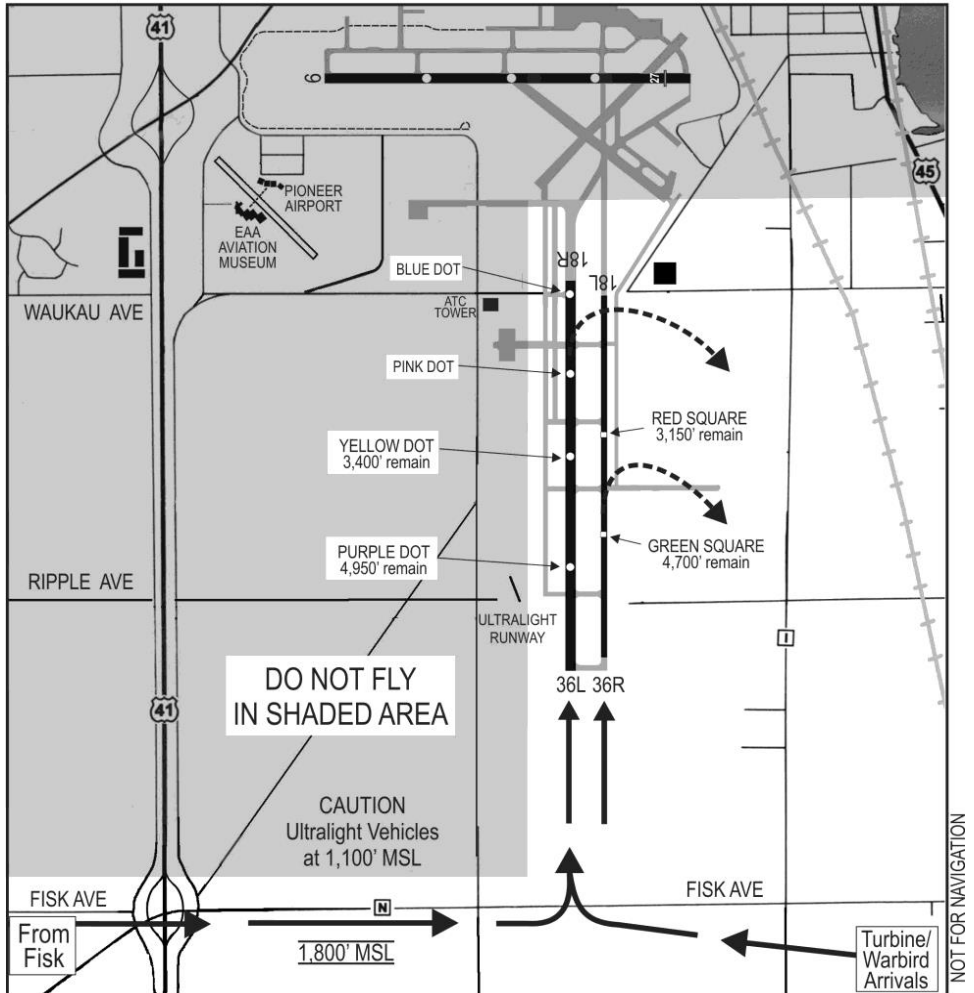 41
9
27
45
PIONEER
AIRPORT
EAA
AVIATION
MUSEUM
18R
18L
BLUE DOT
WAUKAU AVE
ATC
TOWER
PINK DOT
RED SQUARE
3,150' remain
YELLOW DOT
3,400' remain
GREEN SQUARE
4,700' remain
PURPLE DOT
4,950' remain
RIPPLE AVE
ULTRALIGHT
RUNWAY
I
DO NOT FLY
IN SHADED AREA
36L 36R
41
CAUTION
Ultralight Vehicles
at 1,100' MSL
FISK AVE
N
FISK AVE
From
Fisk
1,800' MSL
Turbine/
Warbird
Arrivals
NOT FOR NAVIGATION